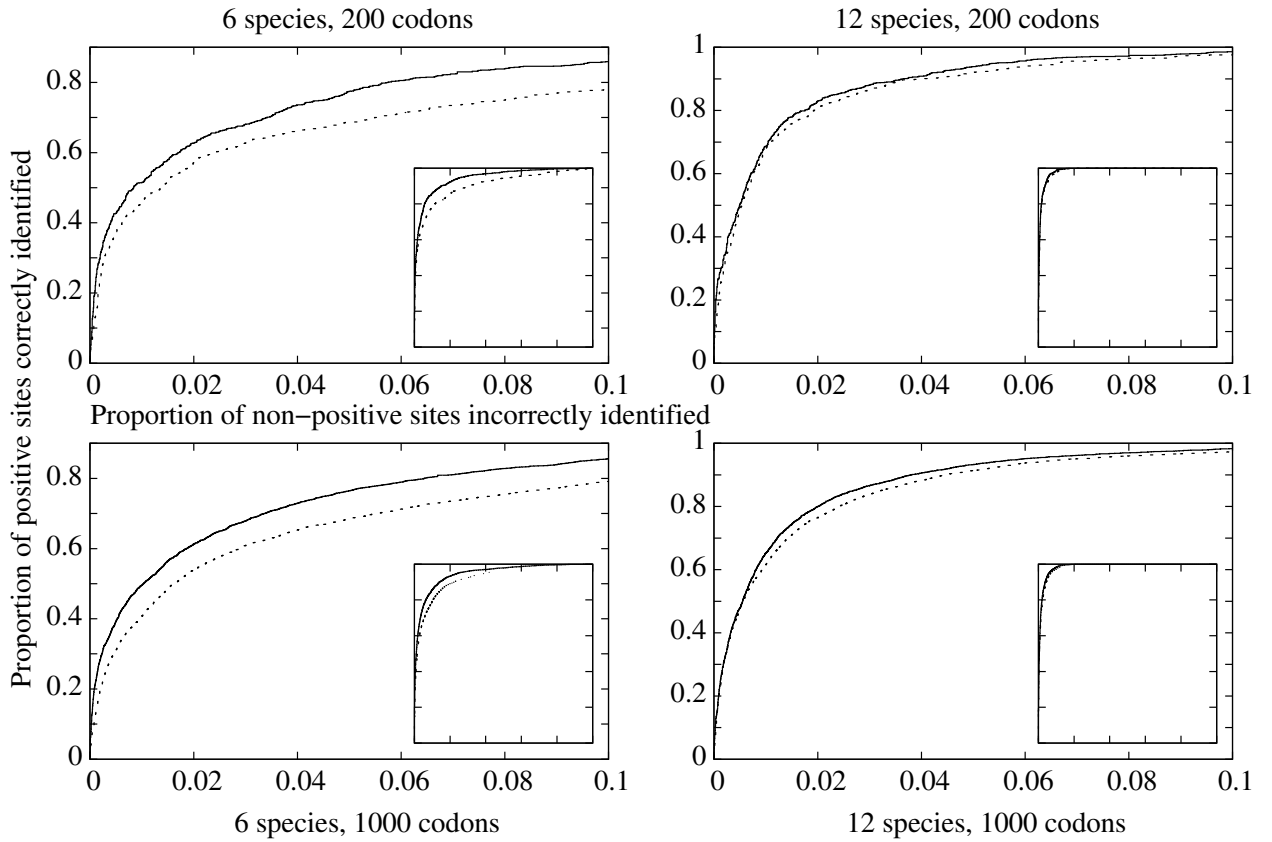 6 species, 200 codons
12 species, 200 codons
Proportion of positive sites correctly identified
0.8
0.6
0.4
0.2
0
0 0.02 0.04 0.06 0.08 0.1
1
0.8
0.6
0.4
0.2
0
0 0.02 0.04 0.06 0.08 0.1
Proportion of non−positive sites incorrectly identified
0.8
0.6
0.4
0.2
0
0 0.02 0.04 0.06 0.08 0.1
1
0.8
0.6
0.4
0.2
0
0 0.02 0.04 0.06 0.08 0.1
6 species, 1000 codons
12 species, 1000 codons